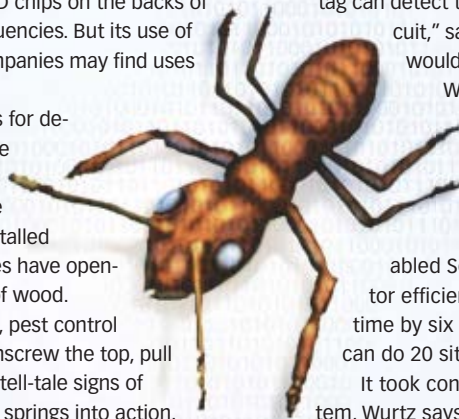 D chips on the backs of
uencies. But its use of
mpanies may find uses
s for de-
e
e
talled
es have open-
f wood.
, pest control
nscrew the top, pull
tell-tale signs of
springs into action.
tag can detect t
cuit,” sa
would
W
abled Se
tor efficien
time by six
can do 20 sit
It took con
tem, Wurtz says